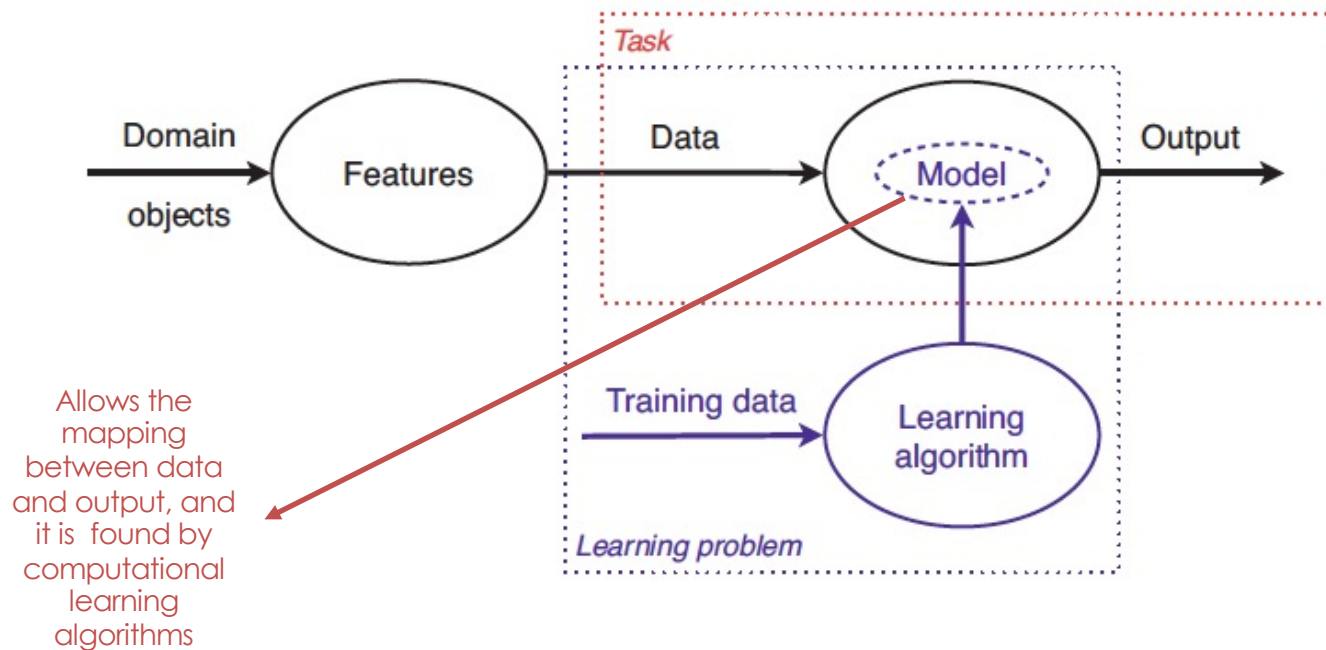 Task
Domain
objects
Features
Data
Model
Output
Training data
Learning
algorithm
Learning problem
Allows the
mapping
between data
and output, and
it is found by
computational
learning
algorithms